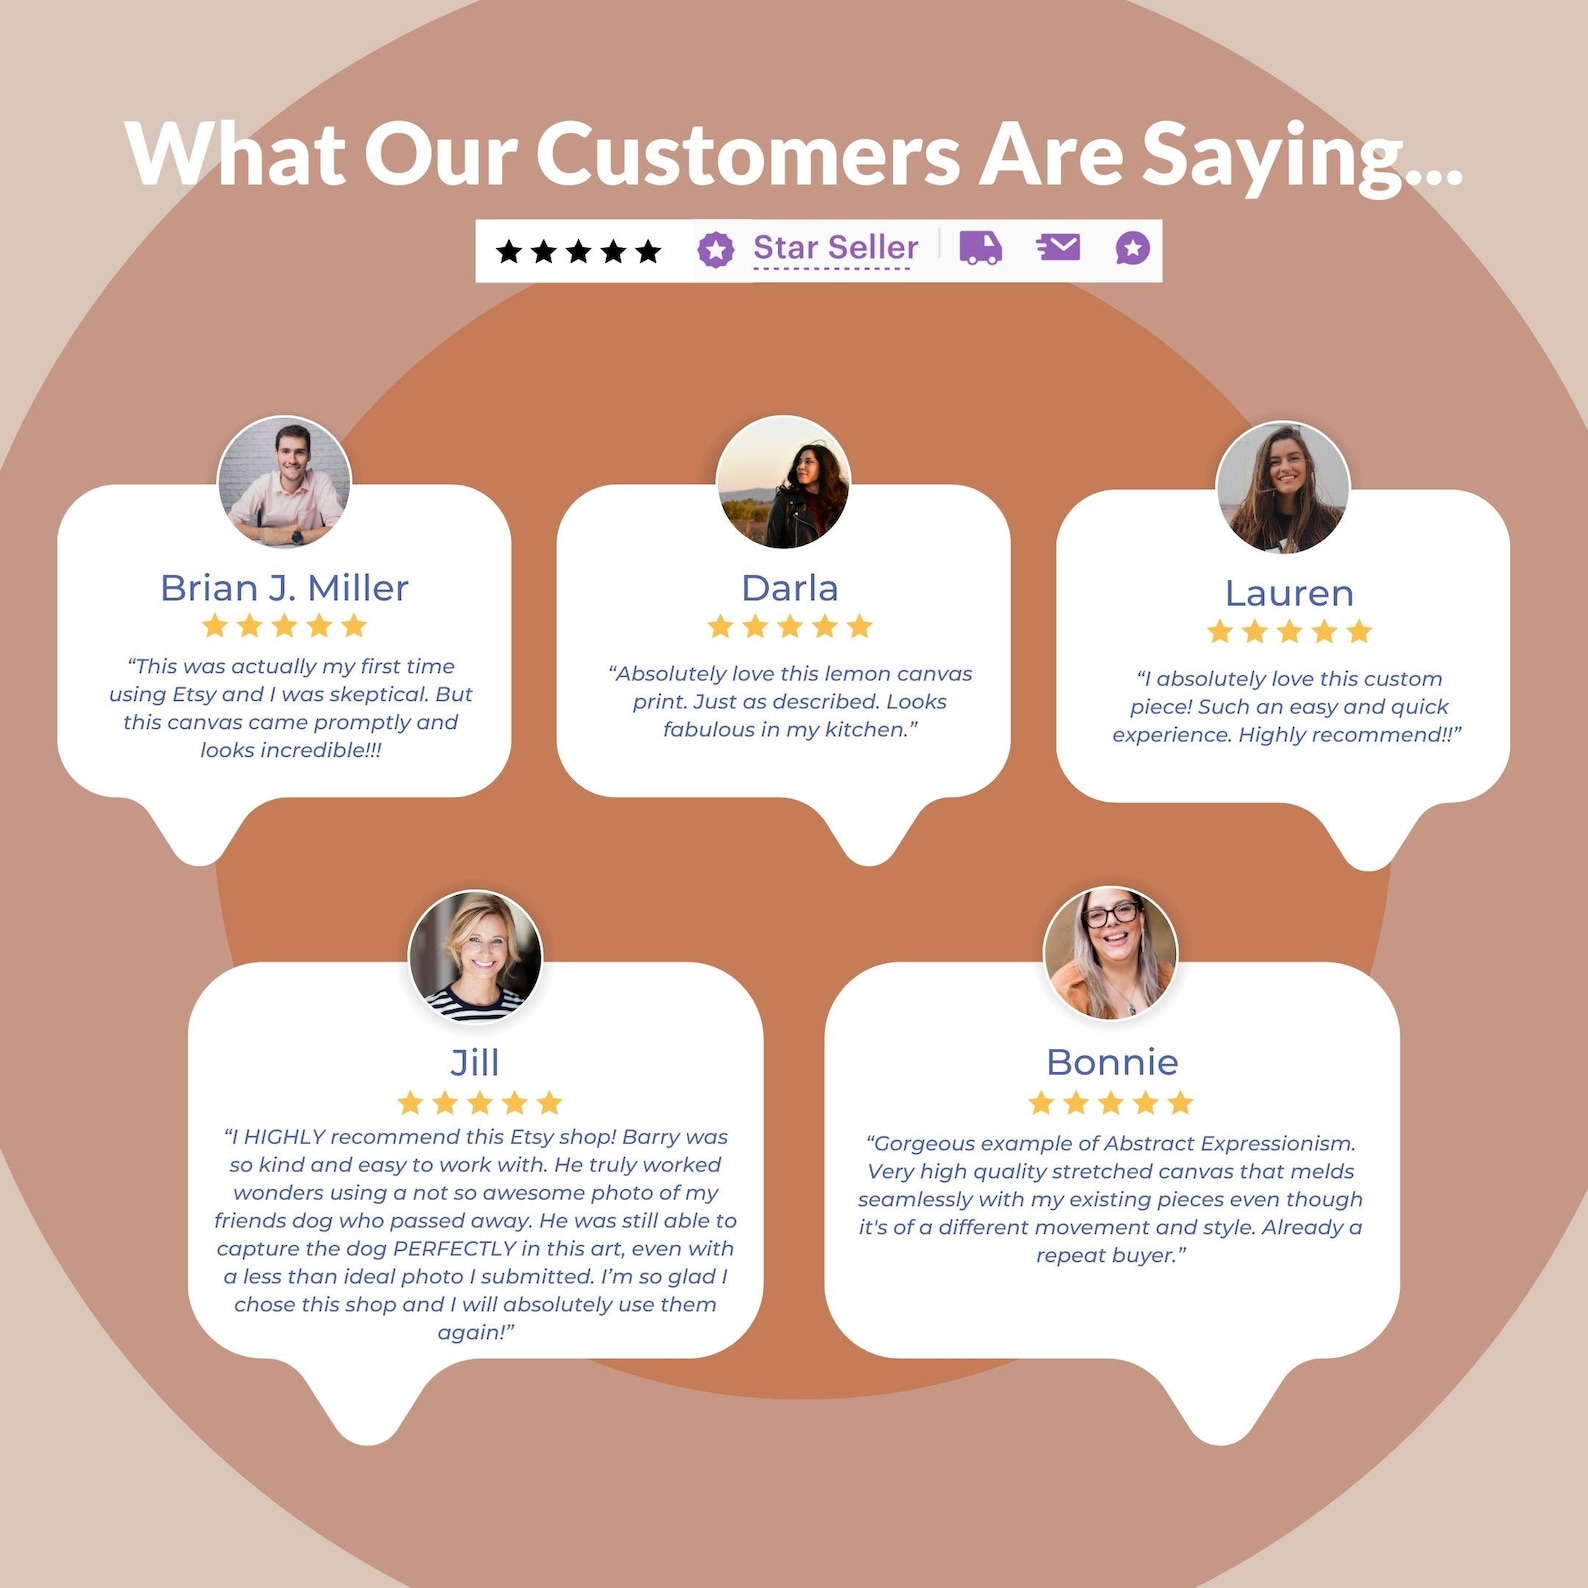 What Our Customers Are Saying...
Star Seller
Brian J. Miller
“This was actually my first time
using Etsy and I was skeptical. But
this canvas came promptly and
looks incredible!!!
Darla
“Absolutely love this lemon canvas
print. Just as described. Looks
fabulous in my kitchen.”
Lauren
“I absolutely love this custom
piece! Such an easy and quick
experience. Highly recommend!!”
Jill
“I HIGHLY recommend this Etsy shop! Barry was
so kind and easy to work with. He truly worked
wonders using a not so awesome photo of my
friends dog who passed away. He was still able to
capture the dog PERFECTLY in this art, even with
a less than ideal photo I submitted. I’m so glad I
chose this shop and I will absolutely use them
again!”
Bonnie
“Gorgeous example of Abstract Expressionism.
Very high quality stretched canvas that melds
seamlessly with my existing pieces even though
it's of a different movement and style. Already a
repeat buyer.”